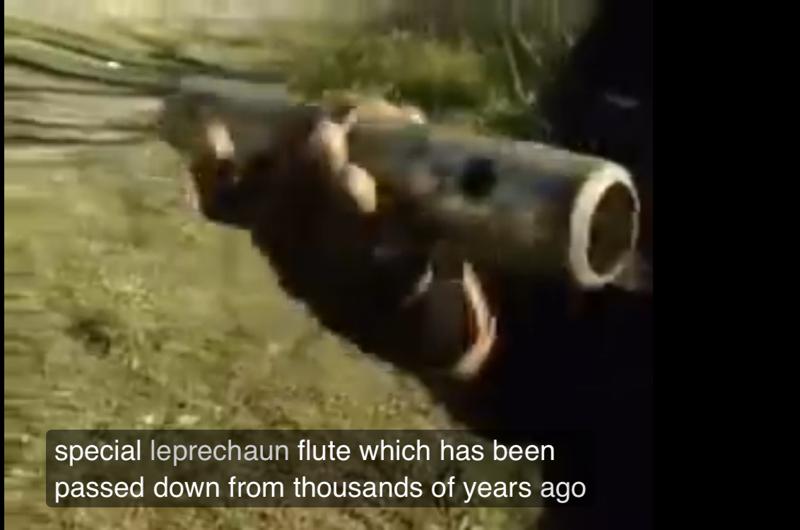 special leprechaun flute which has been
passed down from thousands of years ago